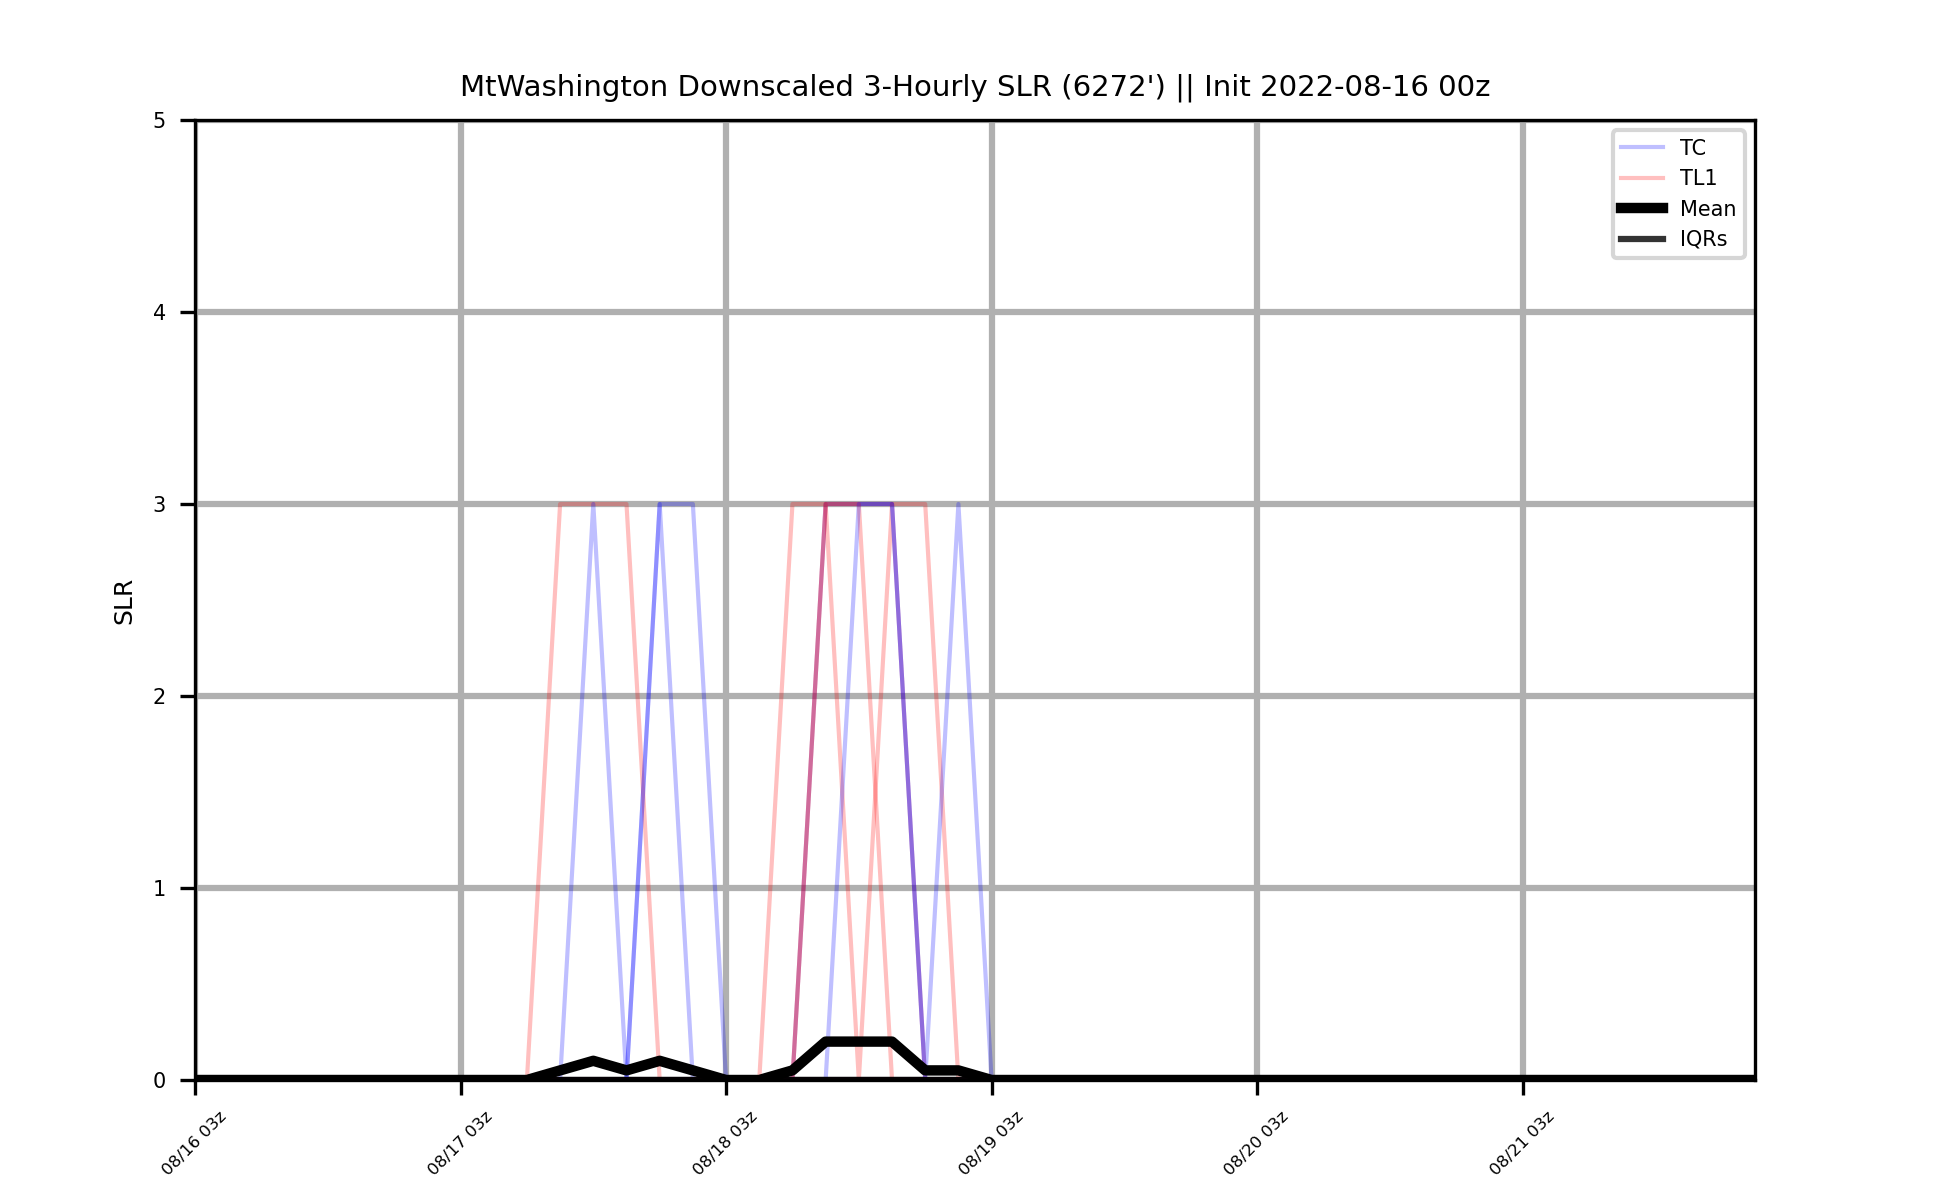 MtWashington Downscaled 3-Hourly SLR (6272') || Init 2022-08-16 00z
5
4
3
2
1
0
SLR
TC
TL1
Mean
IQRs
08/16 03z
08/17 03z
08/18 03z
08/19 03z
08/20 03z
08/21 03z